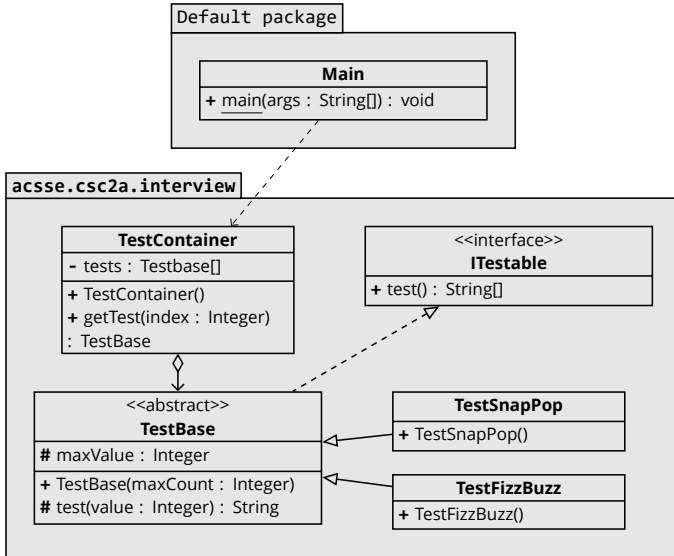 Default package
Main
+ main(args : String[]) : void
acsse.csc2a.interview
TestContainer
- tests : Testbase[]
+ TestContainer()
+ getTest(index : Integer)
: TestBase
<<interface>>
ITestable
+ test() : String[]
<<abstract>>
TestBase
# maxValue : Integer
+ TestBase(maxCount : Integer)
# test(value : Integer) : String
TestSnapPop
+ TestSnapPop()
TestFizzBuzz
+ TestFizzBuzz()